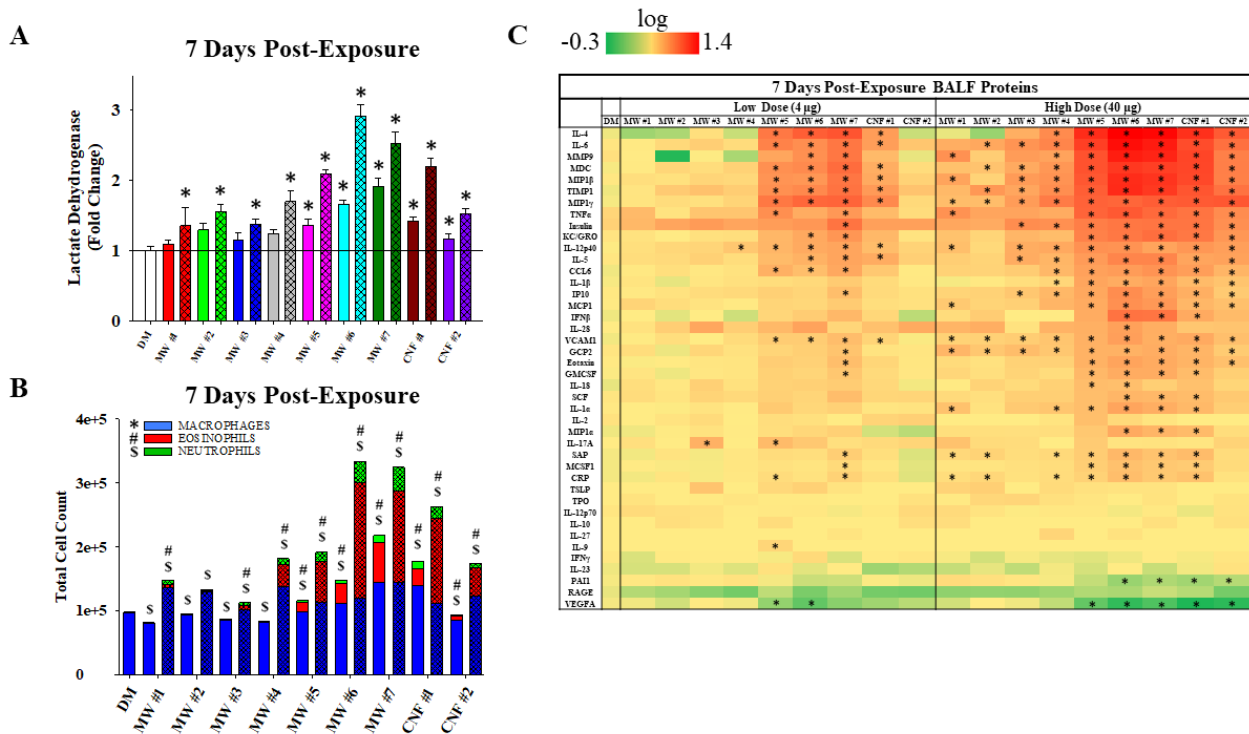 A
7 Days Post-Exposure
Lactate Dehydrogenase
(Fold Change)
3
2
1
0
* * * * * * * * * * * * * *
DM MW #1 MW #2 MW #3 MW #4 MW #5 MW #6 MW #7 CNF #1 CNF #2
B
7 Days Post-Exposure
Total Cell Count
4e+5
3e+5
2e+5
1e+5
0
* MACROPHAGES
# EOSINOPHILS
$ NEUTROPHILS
DM MW #1 MW #2 MW #3 MW #4 MW #5 MW #6 MW #7 CNF #1 CNF #2
C
log
-0.3 1.4
7 Days Post-Exposure BALF Proteins
Low Dose (4 µg) High Dose (40 µg)
DM MW #1 MW #2 MW #3 MW #4 MW #5 MW #6 MW #7 CNF #1 CNF #2 MW #1 MW #2 MW #3 MW #4 MW #5 MW #6 MW #7 CNF #1 CNF #2
IL-4
IL-6
MMP9
MDC
MIP1β
TIMP1
MIP1γ
TNFα
Insulin
KC/GRO
IL-12p40
IL-5
CCL6
IL-1β
IP10
MCP1
IFNβ
IL-28
VCAM1
GCP2
Eotaxin
GMCSF
IL-18
SCF
IL-1α
IL-2
MIP1α
IL-17A
SAP
MCSF1
CRP
TSLP
TPO
IL-12p70
IL-10
IL-27
IL-9
IFNγ
IL-23
PAI1
RAGE
VEGFA